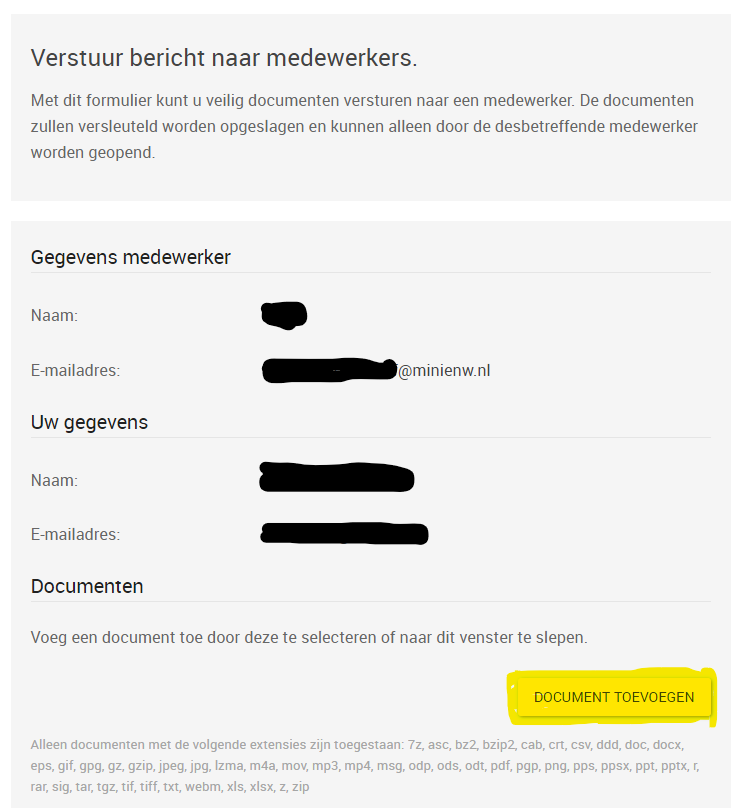 Verstuur bericht naar medewerkers.
Met dit formulier kunt u veilig documenten versturen naar een medewerker. De documenten
zullen versleuteld worden opgeslagen en kunnen alleen door de desbetreffende medewerker
worden geopend.
Gegevens medewerker
Naam:
E-mailadres: @minienw.nl
Uw gegevens
Naam:
E-mailadres:
Documenten
Voeg een document toe door deze te selecteren of naar dit venster te slepen.
DOCUMENT TOEVOEGEN
Alleen documenten met de volgende extensies zijn toegestaan: 7z, asc, bz2, bzip2, cab, crt, csv, ddd, doc, docx,
eps, gif, gpg, gz, gzip, jpeg, jpg, lzma, m4a, mov, mp3, mp4, msg, odp, ods, odt, pdf, pgp, png, pps, ppsx, ppt, pptx, r,
rar, sig, tar, tgz, tif, tiff, txt, webm, xls, xlsx, z, zip